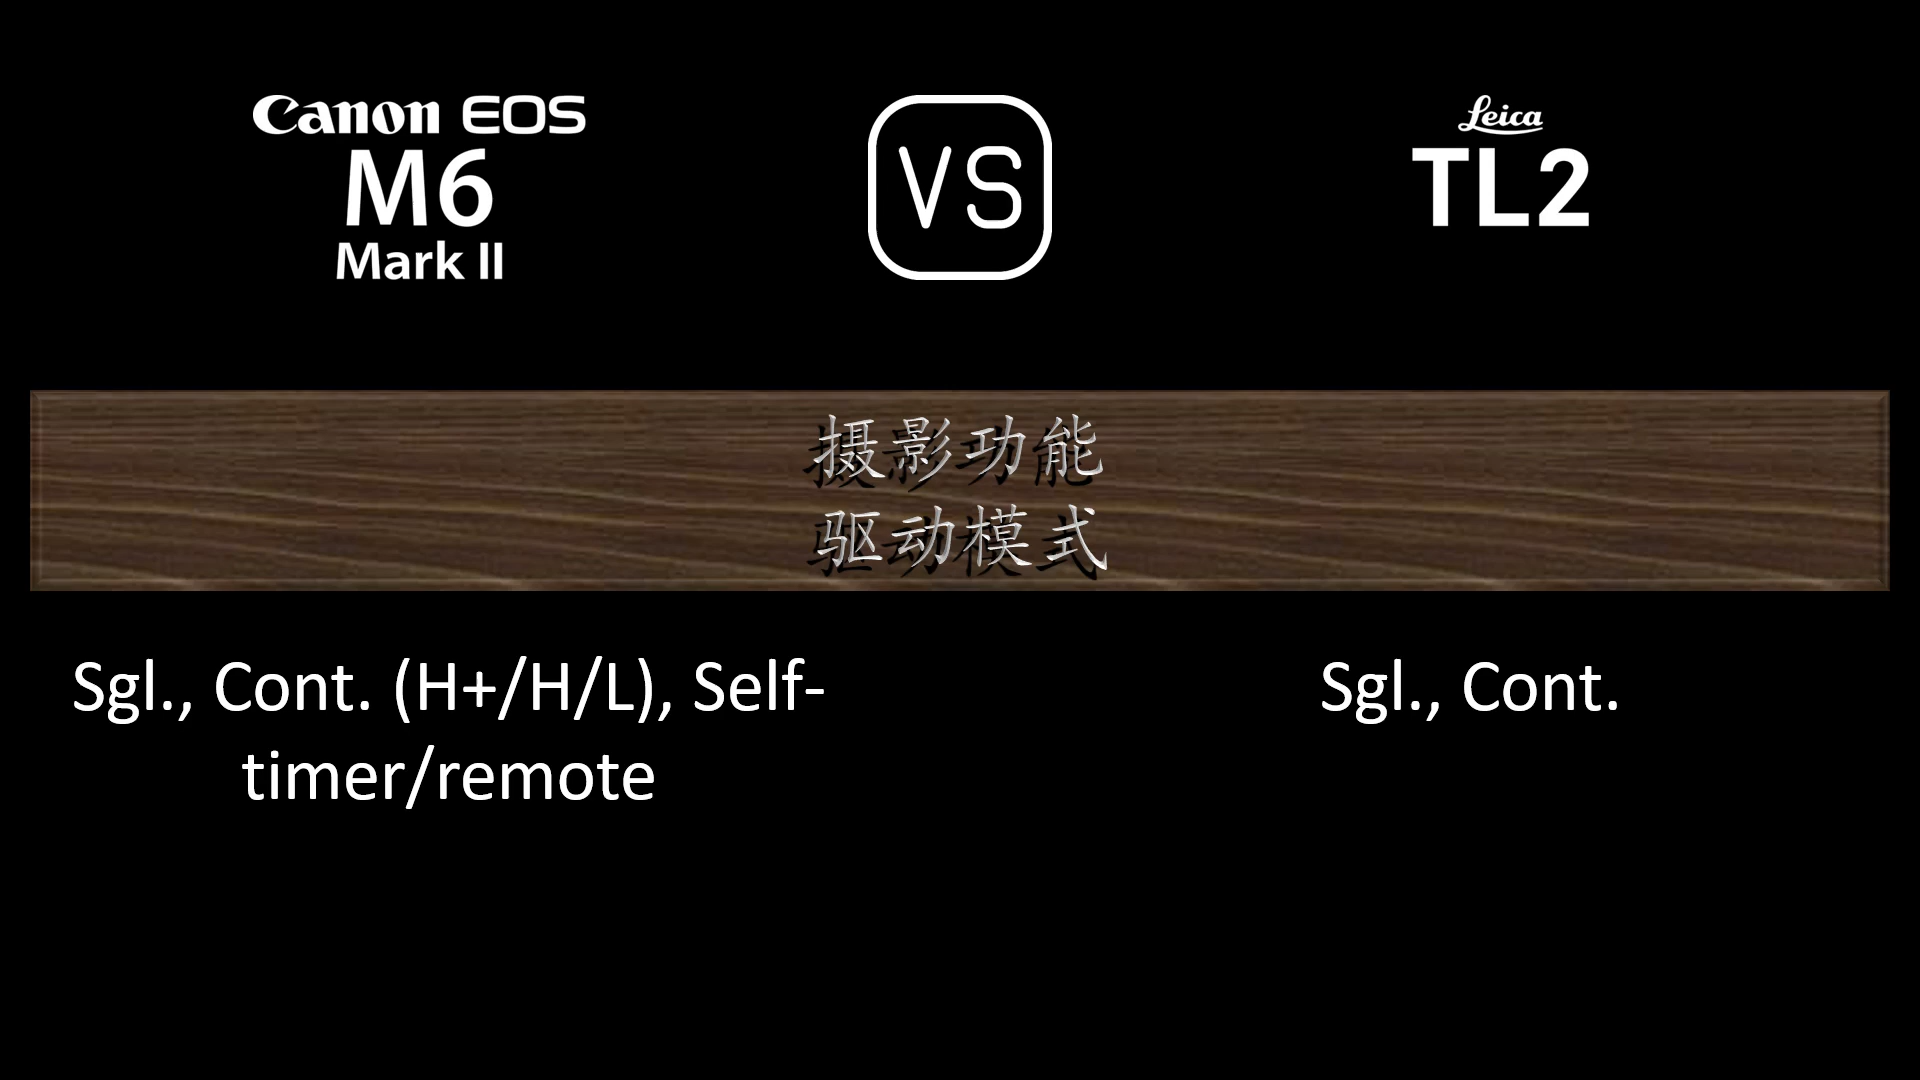 Canon EOS
M6
Mark II
VS
Leica
TL2
摄影功能
驱动模式
Sgl., Cont. (H+/H/L), Self-
timer/remote
Sgl., Cont.